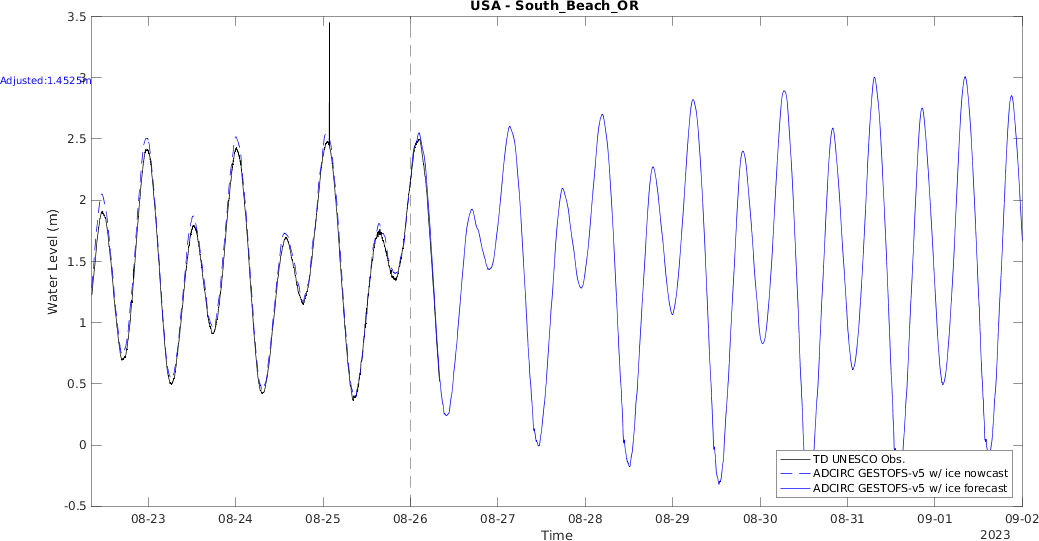 USA - South_Beach_OR
3.5
3
Adjusted:1.4525m
2.5
2
1.5
1
0.5
0
-0.5
Water Level (m)
TD UNESCO Obs.
ADCIRC GESTOFS-v5 w/ ice nowcast
ADCIRC GESTOFS-v5 w/ ice forecast
08-23 08-24 08-25 08-26 08-27 08-28 08-29 08-30 08-31 09-01 09-02
Time
2023